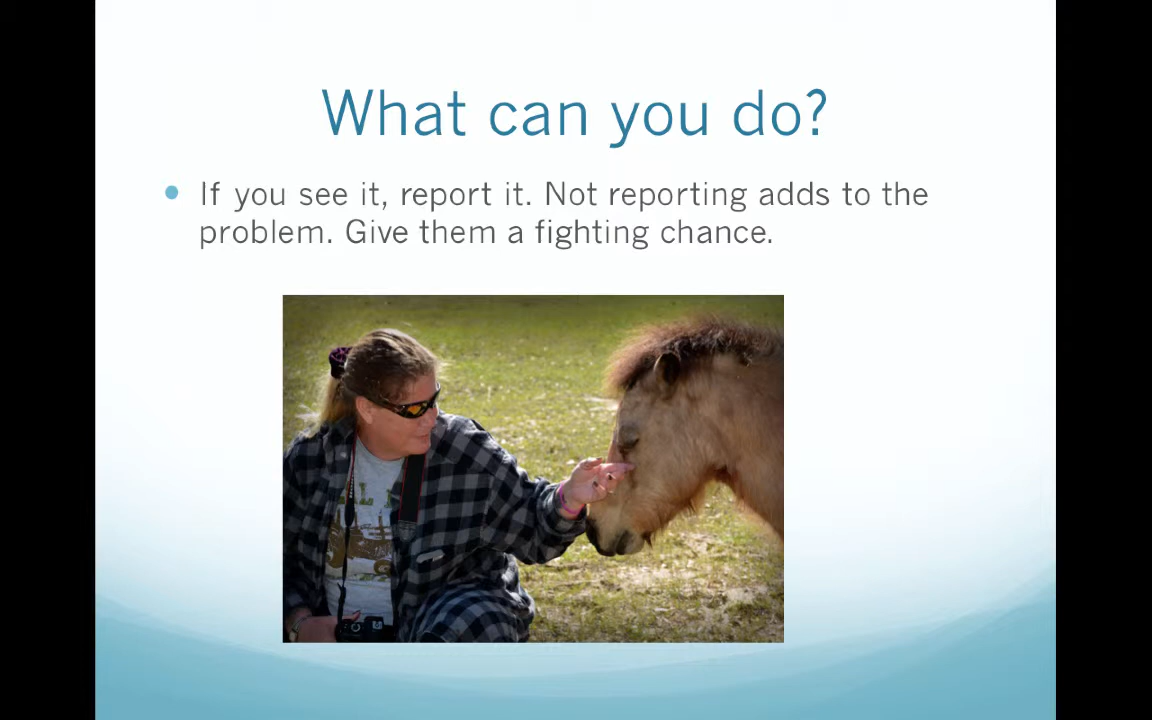 What can you do?
If you see it, report it. Not reporting adds to the
problem. Give them a fighting chance.